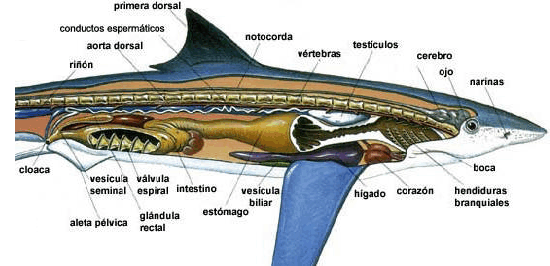 primera dorsal
conductos espermáticos
aorta dorsal
riñón
notocorda
vértebras
testículos
cerebro
ojo
narinas
cloaca
vesícula
seminal
válvula
espiral
intestino
vesícula
biliar
hígado
corazón
boca
hendiduras
branquiales
aleta pélvica
glándula
rectal
estómago